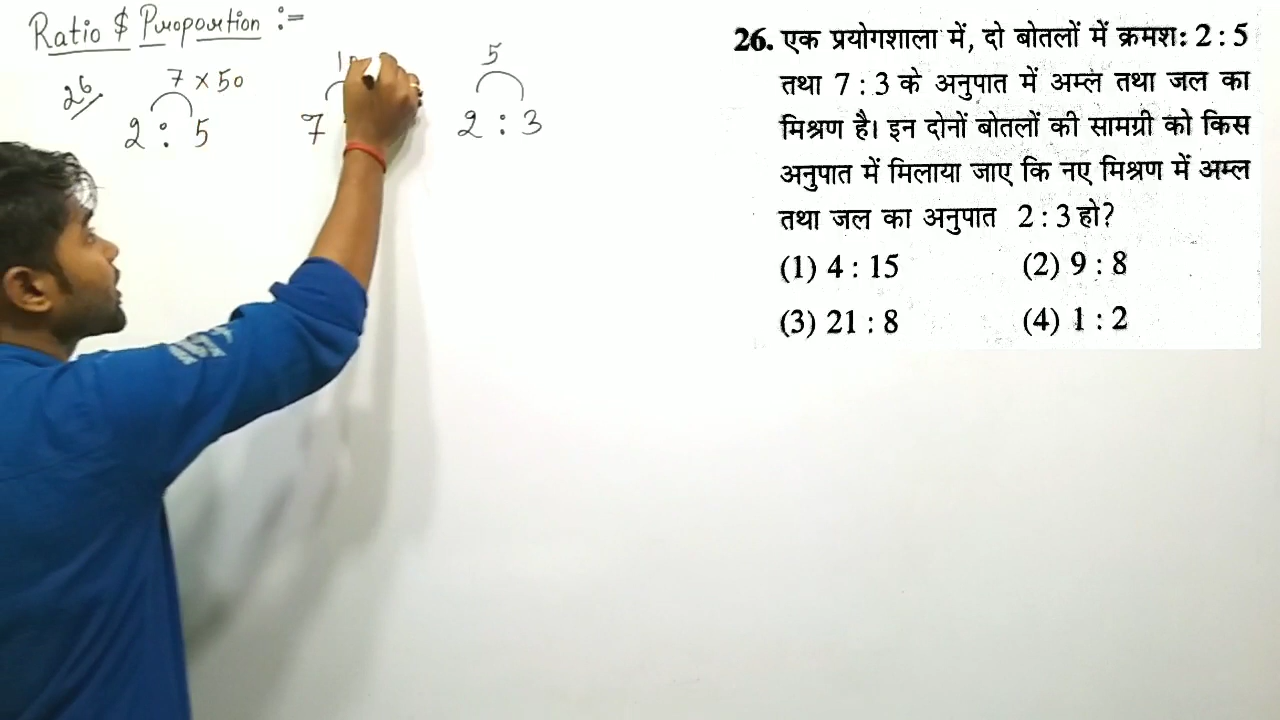 Ratio $ Proportion :=
26
7 × 50
5
2 : 5
7
2 : 3
26. एक प्रयोगशाला में, दो बोतलों में क्रमशः 2 : 5
तथा 7 : 3 के अनुपात में अम्ल तथा जल का
मिश्रण है। इन दोनों बोतलों की सामग्री को किस
अनुपात में मिलाया जाए कि नए मिश्रण में अम्ल
तथा जल का अनुपात 2 : 3 हो?
(1) 4 : 15 (2) 9 : 8
(3) 21 : 8 (4) 1 : 2